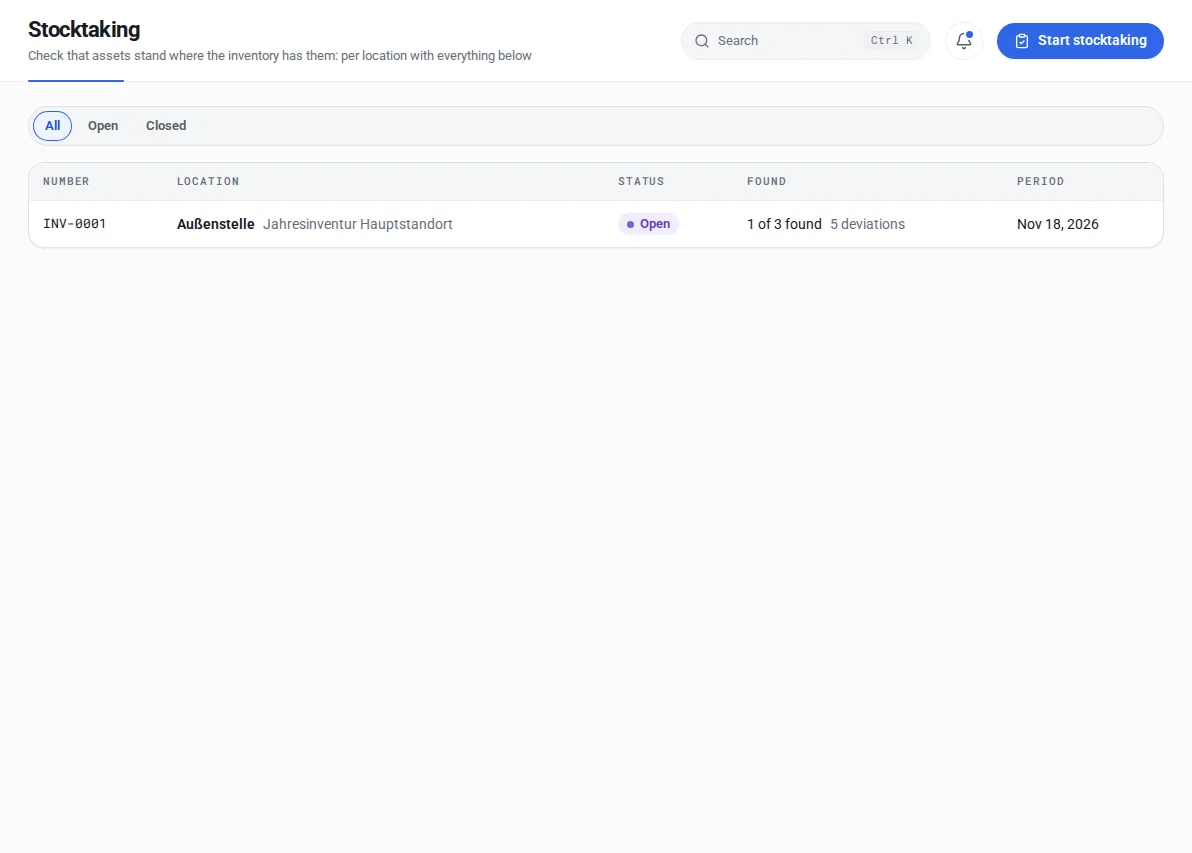 Stocktaking
Check that assets stand where the inventory has them: per location with everything below
Search Ctrl K
Start stocktaking
All Open Closed
NUMBER LOCATION STATUS FOUND PERIOD
INV-0001 Außenstelle Jahresinventur Hauptstandort Open 1 of 3 found 5 deviations Nov 18, 2026